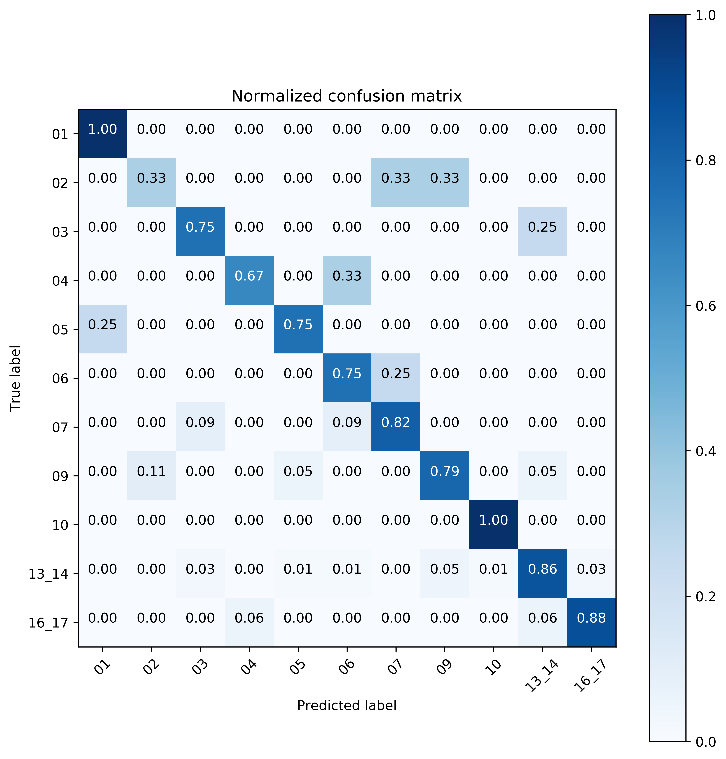 Normalized confusion matrix
01 1.00 0.00 0.00 0.00 0.00 0.00 0.00 0.00 0.00 0.00 0.00
02 0.00 0.33 0.00 0.00 0.00 0.00 0.33 0.33 0.00 0.00 0.00
03 0.00 0.00 0.75 0.00 0.00 0.00 0.00 0.00 0.00 0.25 0.00
04 0.00 0.00 0.00 0.67 0.00 0.33 0.00 0.00 0.00 0.00 0.00
05 0.25 0.00 0.00 0.00 0.75 0.00 0.00 0.00 0.00 0.00 0.00
06 0.00 0.00 0.00 0.00 0.00 0.75 0.25 0.00 0.00 0.00 0.00
07 0.00 0.00 0.09 0.00 0.00 0.09 0.82 0.00 0.00 0.00 0.00
09 0.00 0.11 0.00 0.00 0.05 0.00 0.00 0.79 0.00 0.05 0.00
10 0.00 0.00 0.00 0.00 0.00 0.00 0.00 0.00 1.00 0.00 0.00
13_14 0.00 0.00 0.03 0.00 0.01 0.01 0.00 0.05 0.01 0.86 0.03
16_17 0.00 0.00 0.00 0.06 0.00 0.00 0.00 0.00 0.00 0.06 0.88
01 02 03 04 05 06 07 09 10 13_14 16_17
Predicted label
True label
1.0
0.8
0.6
0.4
0.2
0.0